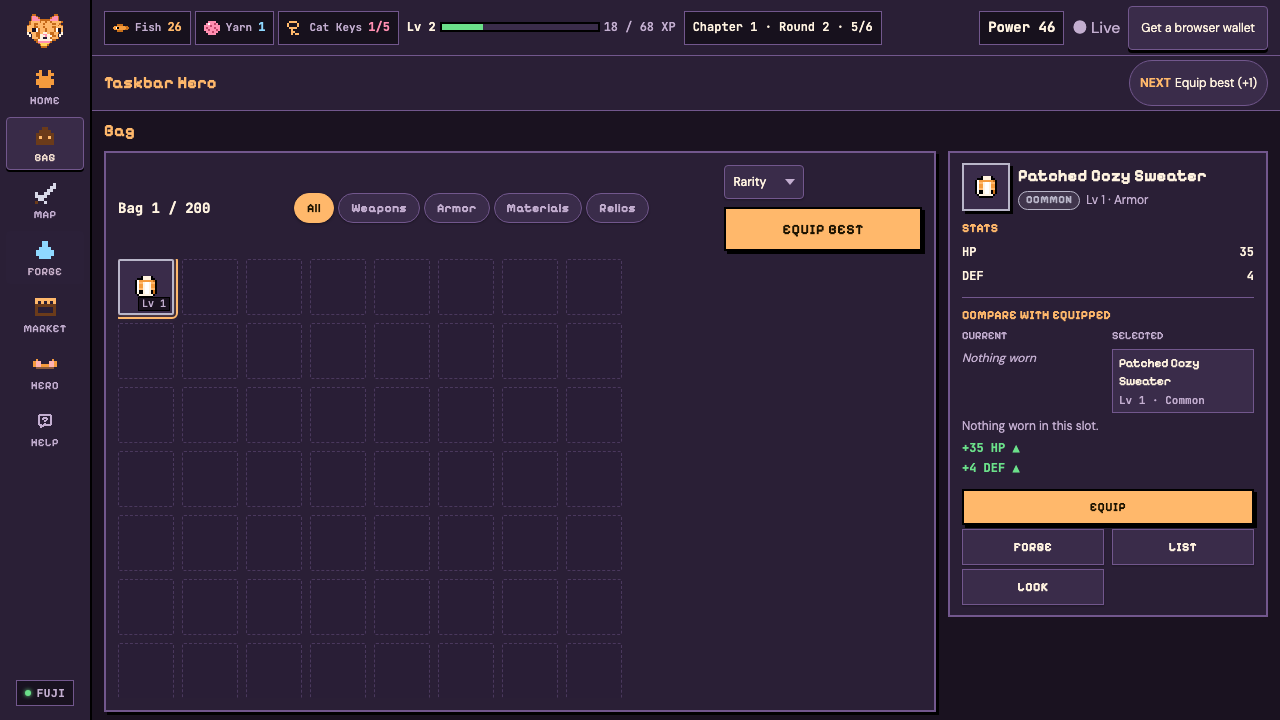 Fish 26
Yarn 1
Cat Keys 1/5
Lv 2
18 / 68 XP
Chapter 1 · Round 2 · 5/6
Power 46
Live
Get a browser wallet
HOME
BAG
MAP
FORGE
MARKET
HERO
HELP
FUJI
Taskbar Hero
NEXT Equip best (+1)
Bag
Bag 1 / 200
All
Weapons
Armor
Materials
Relics
Rarity
EQUIP BEST
Lv 1
Patched Cozy Sweater
COMMON
Lv 1 · Armor
STATS
HP 35
DEF 4
COMPARE WITH EQUIPPED
CURRENT
SELECTED
Nothing worn
Patched Cozy
Sweater
Lv 1 · Common
Nothing worn in this slot.
+35 HP ▲
+4 DEF ▲
EQUIP
FORGE
LIST
LOOK